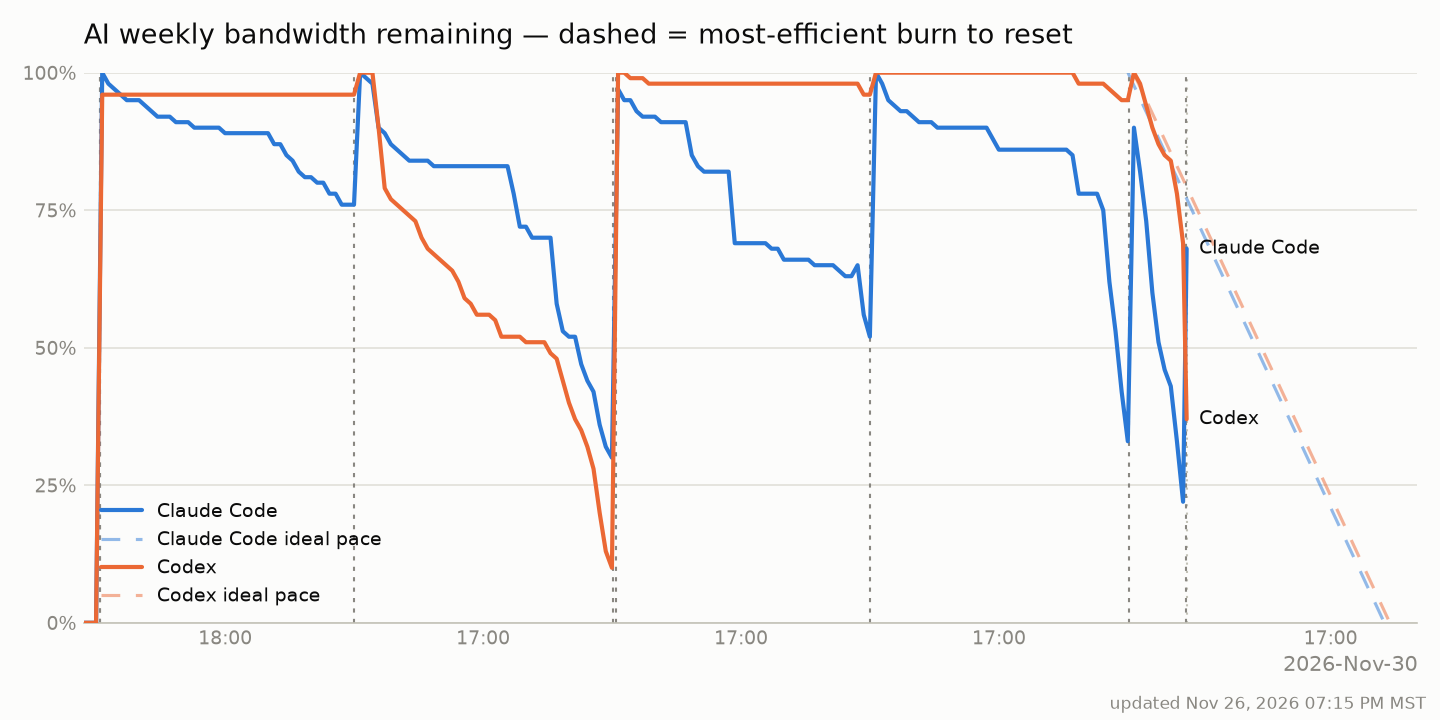 AI weekly bandwidth remaining — dashed = most-efficient burn to reset
100%
75%
50%
25%
0%
Claude Code
Codex
Claude Code
Claude Code ideal pace
Codex
Codex ideal pace
18:00 17:00 17:00 17:00 17:00
2026-Nov-30
updated Nov 26, 2026 07:15 PM MST